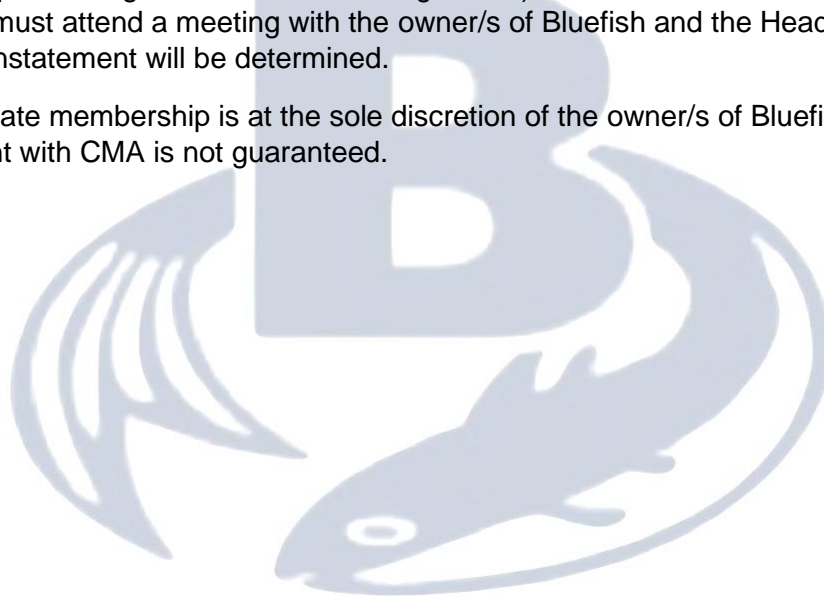 must attend a meeting with the owner/s of Bluefish and the Head
nstatement will be determined.
ate membership is at the sole discretion of the owner/s of Bluefi
nt with CMA is not guaranteed.
B